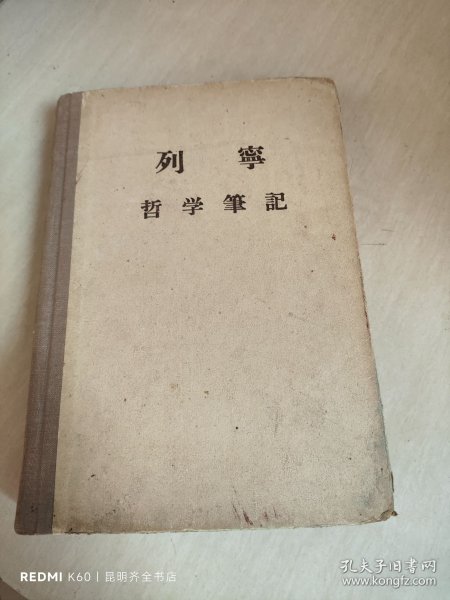 列寧
哲学筆記
REDMI K60 | 昆明齐全书店
孔夫子旧书网
www.kongfz.com